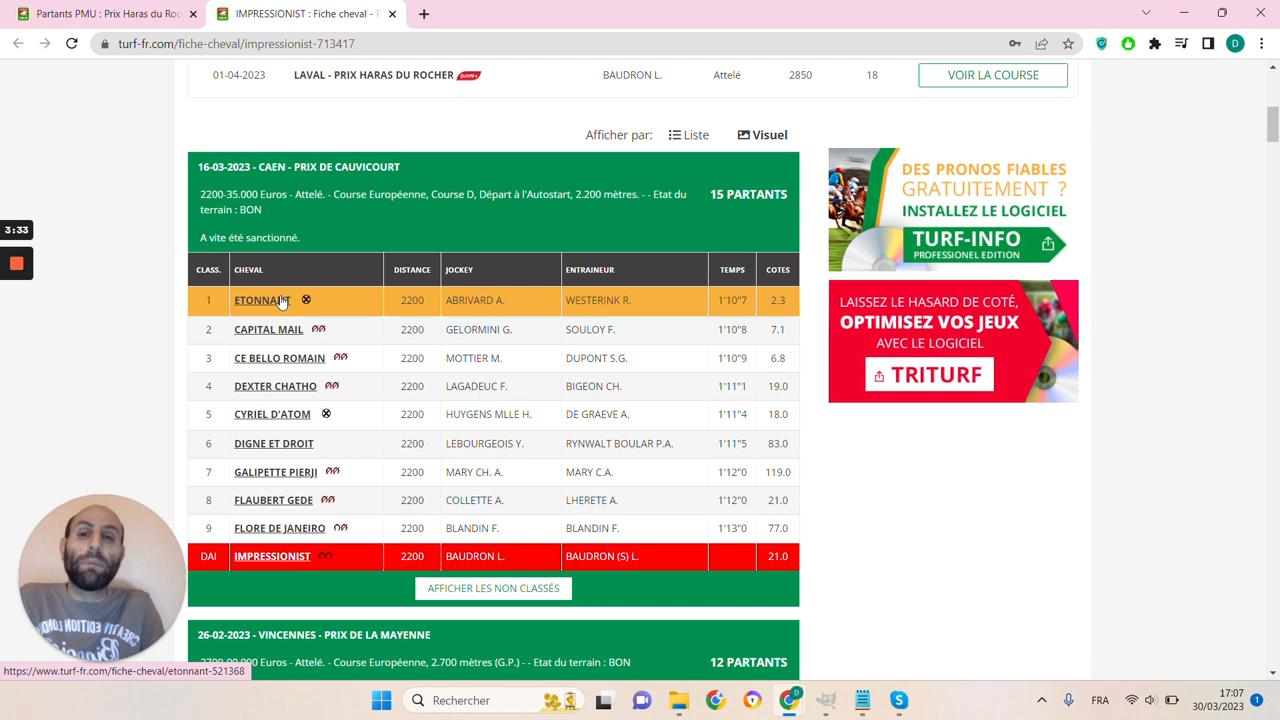 Partants PMU : Prix Haras du Roc
IMPRESSIONIST : Fiche cheval - P
turf-fr.com/fiche-cheval/impressionist-713417
D
01-04-2023 LAVAL - PRIX HARAS DU ROCHER Quinté+ BAUDRON L. Attelé 2850 18 VOIR LA COURSE
Afficher par: Liste Visuel
16-03-2023 - CAEN - PRIX DE CAUVICOURT
2200-35.000 Euros - Attelé. - Course Européenne, Course D, Départ à l'Autostart, 2.200 mètres. - - Etat du
terrain : BON
15 PARTANTS
A vite été sanctionné.
CLASS. CHEVAL DISTANCE JOCKEY ENTRAINEUR TEMPS COTES
1 ETONNANT 2200 ABRIVARD A. WESTERINK R. 1'10"7 2.3
2 CAPITAL MAIL 2200 GELORMINI G. SOULOY F. 1'10"8 7.1
3 CE BELLO ROMAIN 2200 MOTTIER M. DUPONT S.G. 1'10"9 6.8
4 DEXTER CHATHO 2200 LAGADEUC F. BIGEON CH. 1'11"1 19.0
5 CYRIEL D'ATOM 2200 HUYGENS MLLE H. DE GRAEVE A. 1'11"4 18.0
6 DIGNE ET DROIT 2200 LEBOURGEOIS Y. RYNWALT BOULAR P.A. 1'11"5 83.0
7 GALIPETTE PIERJI 2200 MARY CH. A. MARY C.A. 1'12"0 119.0
8 FLAUBERT GEDE 2200 COLLETTE A. LHERETE A. 1'12"0 21.0
9 FLORE DE JANEIRO 2200 BLANDIN F. BLANDIN F. 1'13"0 77.0
DAI IMPRESSIONIST 2200 BAUDRON L. BAUDRON (S) L. 21.0
AFFICHER LES NON CLASSÉS
26-02-2023 - VINCENNES - PRIX DE LA MAYENNE
Euros - Attelé. - Course Européenne, 2.700 mètres (G.P.) - - Etat du terrain : BON
12 PARTANTS
DES PRONOS FIABLES
GRATUITEMENT ?
INSTALLEZ LE LOGICIEL
TURF-INFO
PROFESIONEL EDITION
LAISSEZ LE HASARD DE COTÉ,
OPTIMISEZ VOS JEUX
AVEC LE LOGICIEL
TRITURF
3:33
https://www.turf-fr.com/fiche-cheval/etonnant-521368
Rechercher
FRA
17:07
30/03/2023
1